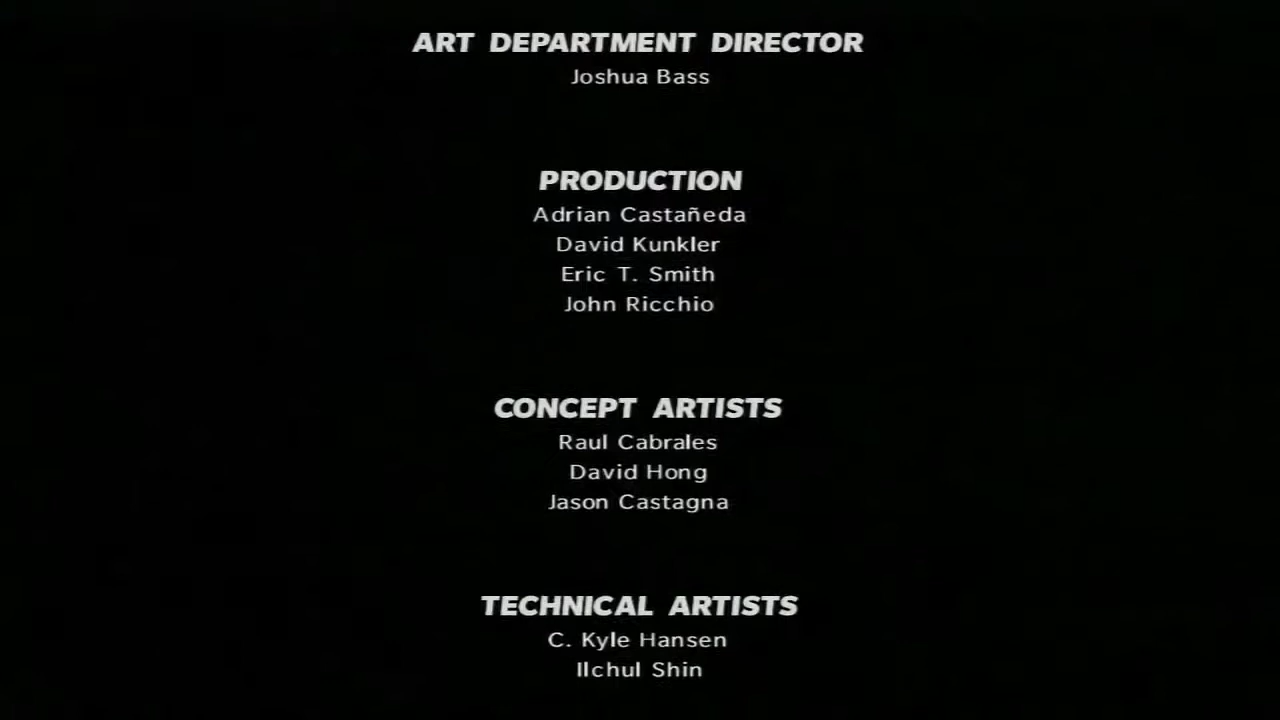 ART DEPARTMENT DIRECTOR
Joshua Bass
PRODUCTION
Adrian Castañeda
David Kunkler
Eric T. Smith
John Ricchio
CONCEPT ARTISTS
Raul Cabrales
David Hong
Jason Castagna
TECHNICAL ARTISTS
C. Kyle Hansen
Ilchul Shin